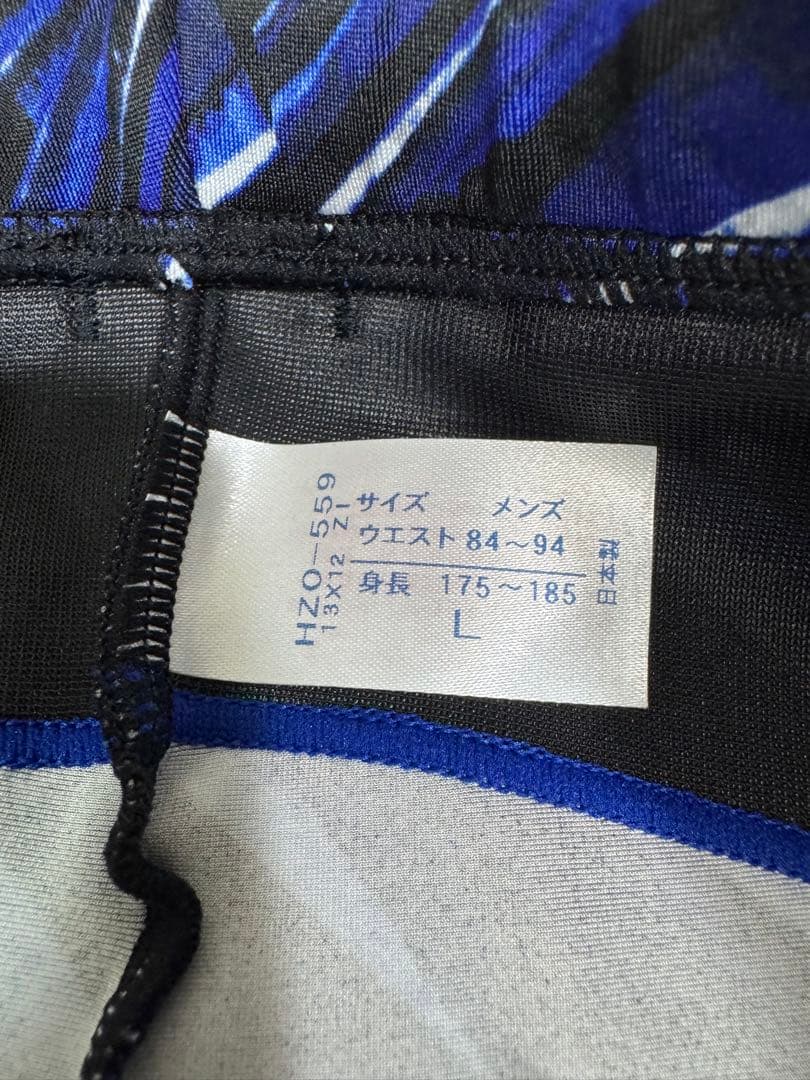 HZO-559
13X12 ZI
サイズ メンズ
ウエスト 84～94
身長 175～185
L
日本製